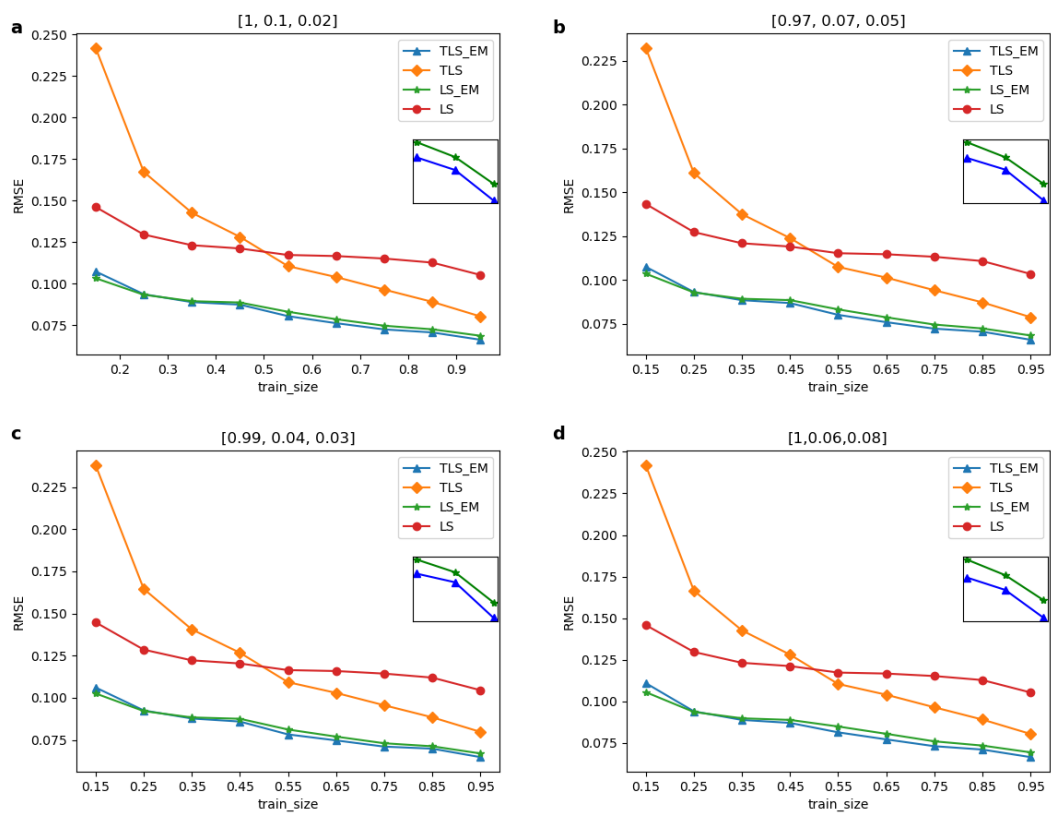 a
[1, 0.1, 0.02]
0.250
0.225
0.200
0.175
0.150
0.125
0.100
0.075
RMSE
TLS_EM
TLS
LS_EM
LS
0.2 0.3 0.4 0.5 0.6 0.7 0.8 0.9
train_size
b
[0.97, 0.07, 0.05]
0.225
0.200
0.175
0.150
0.125
0.100
0.075
RMSE
TLS_EM
TLS
LS_EM
LS
0.15 0.25 0.35 0.45 0.55 0.65 0.75 0.85 0.95
train_size
c
[0.99, 0.04, 0.03]
0.225
0.200
0.175
0.150
0.125
0.100
0.075
RMSE
TLS_EM
TLS
LS_EM
LS
0.15 0.25 0.35 0.45 0.55 0.65 0.75 0.85 0.95
train_size
d
[1,0.06,0.08]
0.250
0.225
0.200
0.175
0.150
0.125
0.100
0.075
RMSE
TLS_EM
TLS
LS_EM
LS
0.15 0.25 0.35 0.45 0.55 0.65 0.75 0.85 0.95
train_size